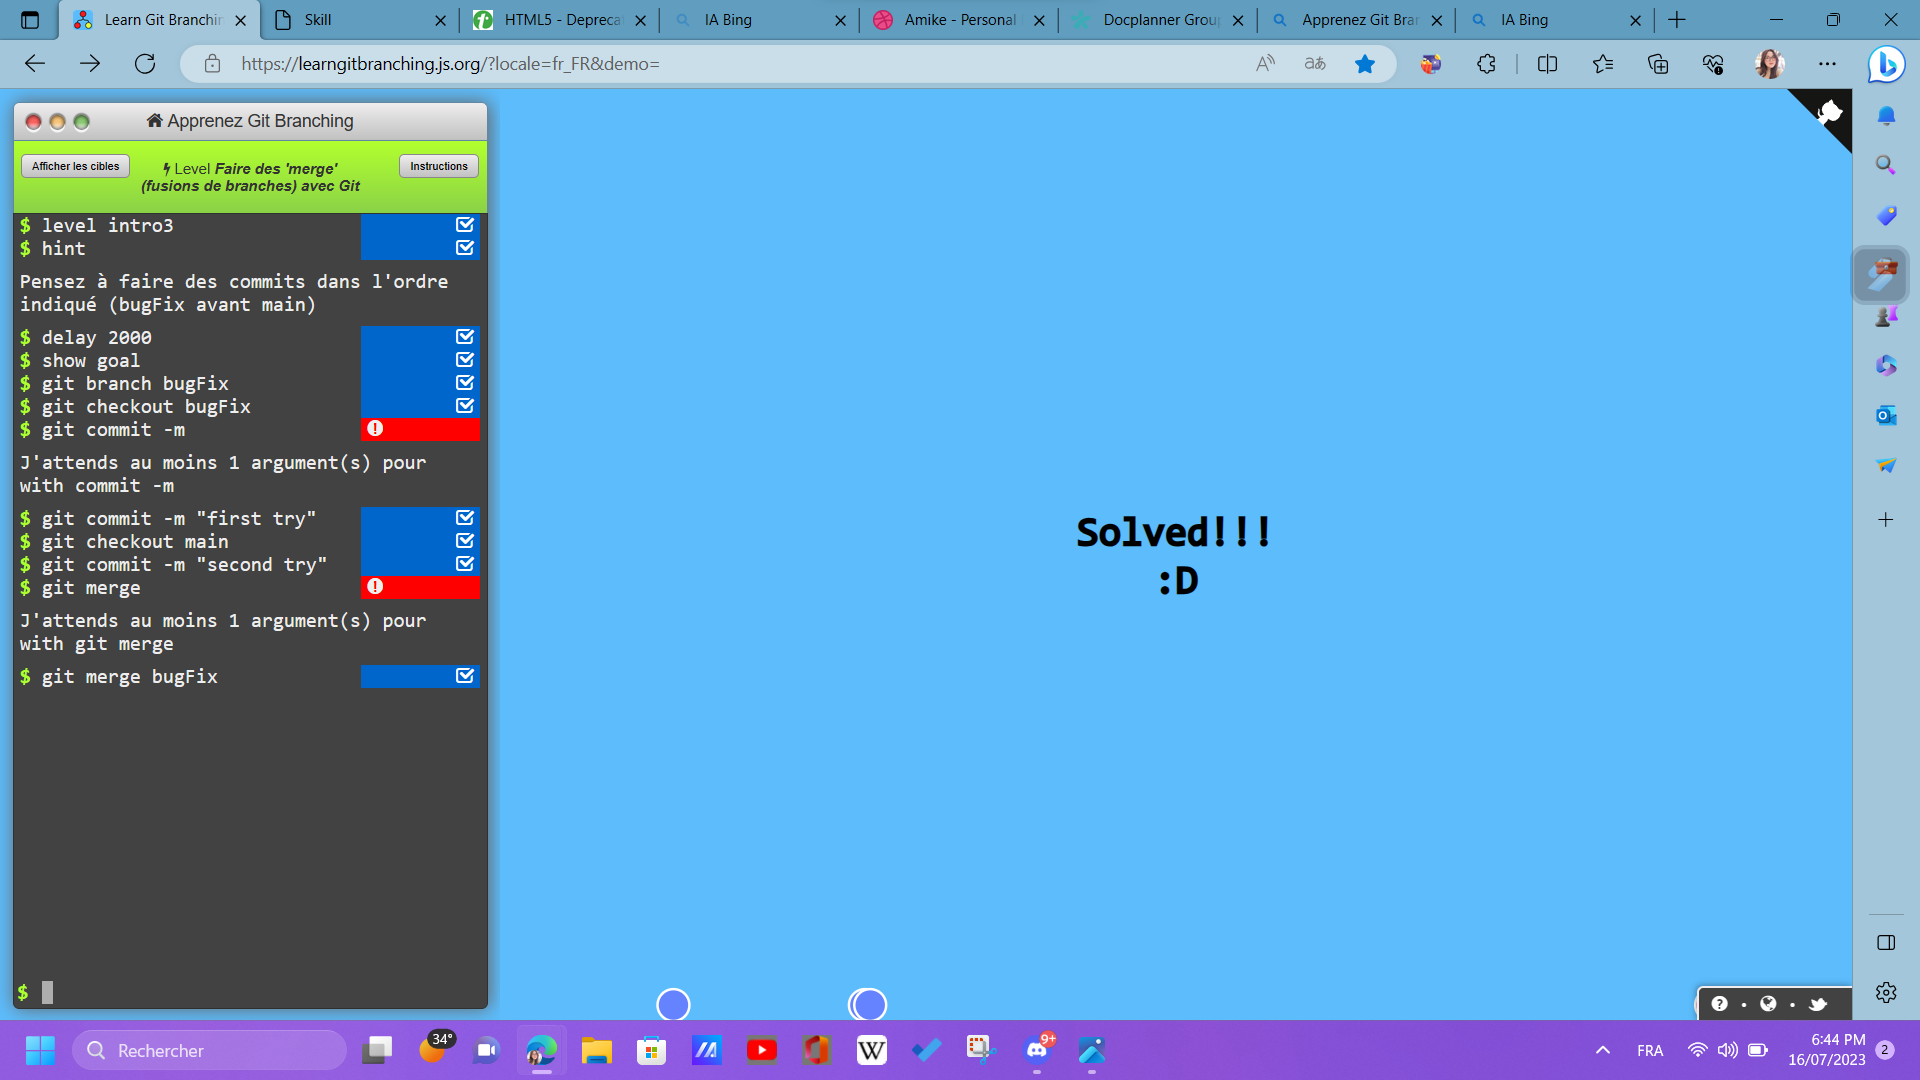 Learn Git Branchin
Skill
HTML5 - Depreca
IA Bing
Amike - Personal
Docplanner Group
Apprenez Git Bran
IA Bing
https://learngitbranching.js.org/?locale=fr_FR&demo=
Apprenez Git Branching
Afficher les cibles
Level Faire des 'merge'
(fusions de branches) avec Git
Instructions
$ level intro3
$ hint
Pensez à faire des commits dans l'ordre
indiqué (bugFix avant main)
$ delay 2000
$ show goal
$ git branch bugFix
$ git checkout bugFix
$ git commit -m
J'attends au moins 1 argument(s) pour
with commit -m
$ git commit -m "first try"
$ git checkout main
$ git commit -m "second try"
$ git merge
J'attends au moins 1 argument(s) pour
with git merge
$ git merge bugFix
$
Solved!!!
:D
Rechercher
34°
W
9+
FRA
6:44 PM
16/07/2023
2